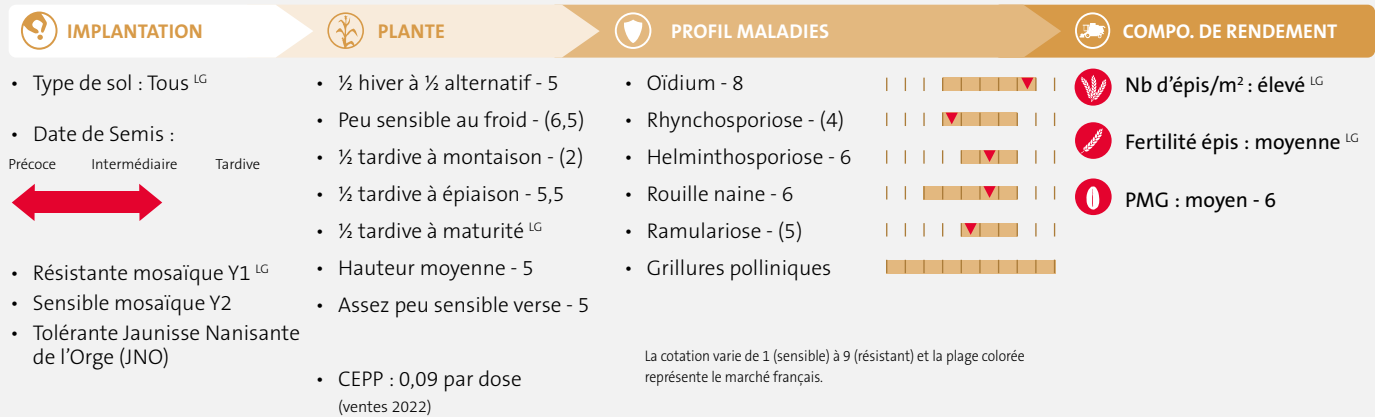 IMPLANTATION
• Type de sol : Tous LG
• Date de Semis :
Précoce Intermédiaire Tardive
• Résistante mosaïque Y1 LG
• Sensible mosaïque Y2
• Tolérante Jaunisse Nanisante
de l'Orge (JNO)
PLANTE
• ½ hiver à ½ alternatif - 5
• Peu sensible au froid - (6,5)
• ½ tardive à montaison - (2)
• ½ tardive à épiaison - 5,5
• ½ tardive à maturité LG
• Hauteur moyenne - 5
• Assez peu sensible verse - 5
• CEPP : 0,09 par dose
(ventes 2022)
PROFIL MALADIES
• Oïdium - 8
• Rhynchosporiose - (4)
• Helminthosporiose - 6
• Rouille naine - 6
• Ramulariose - (5)
• Grillures polliniques
La cotation varie de 1 (sensible) à 9 (résistant) et la plage colorée
représente le marché français.
COMPO. DE RENDEMENT
Nb d'épis/m² : élevé LG
Fertilité épis : moyenne LG
PMG : moyen - 6